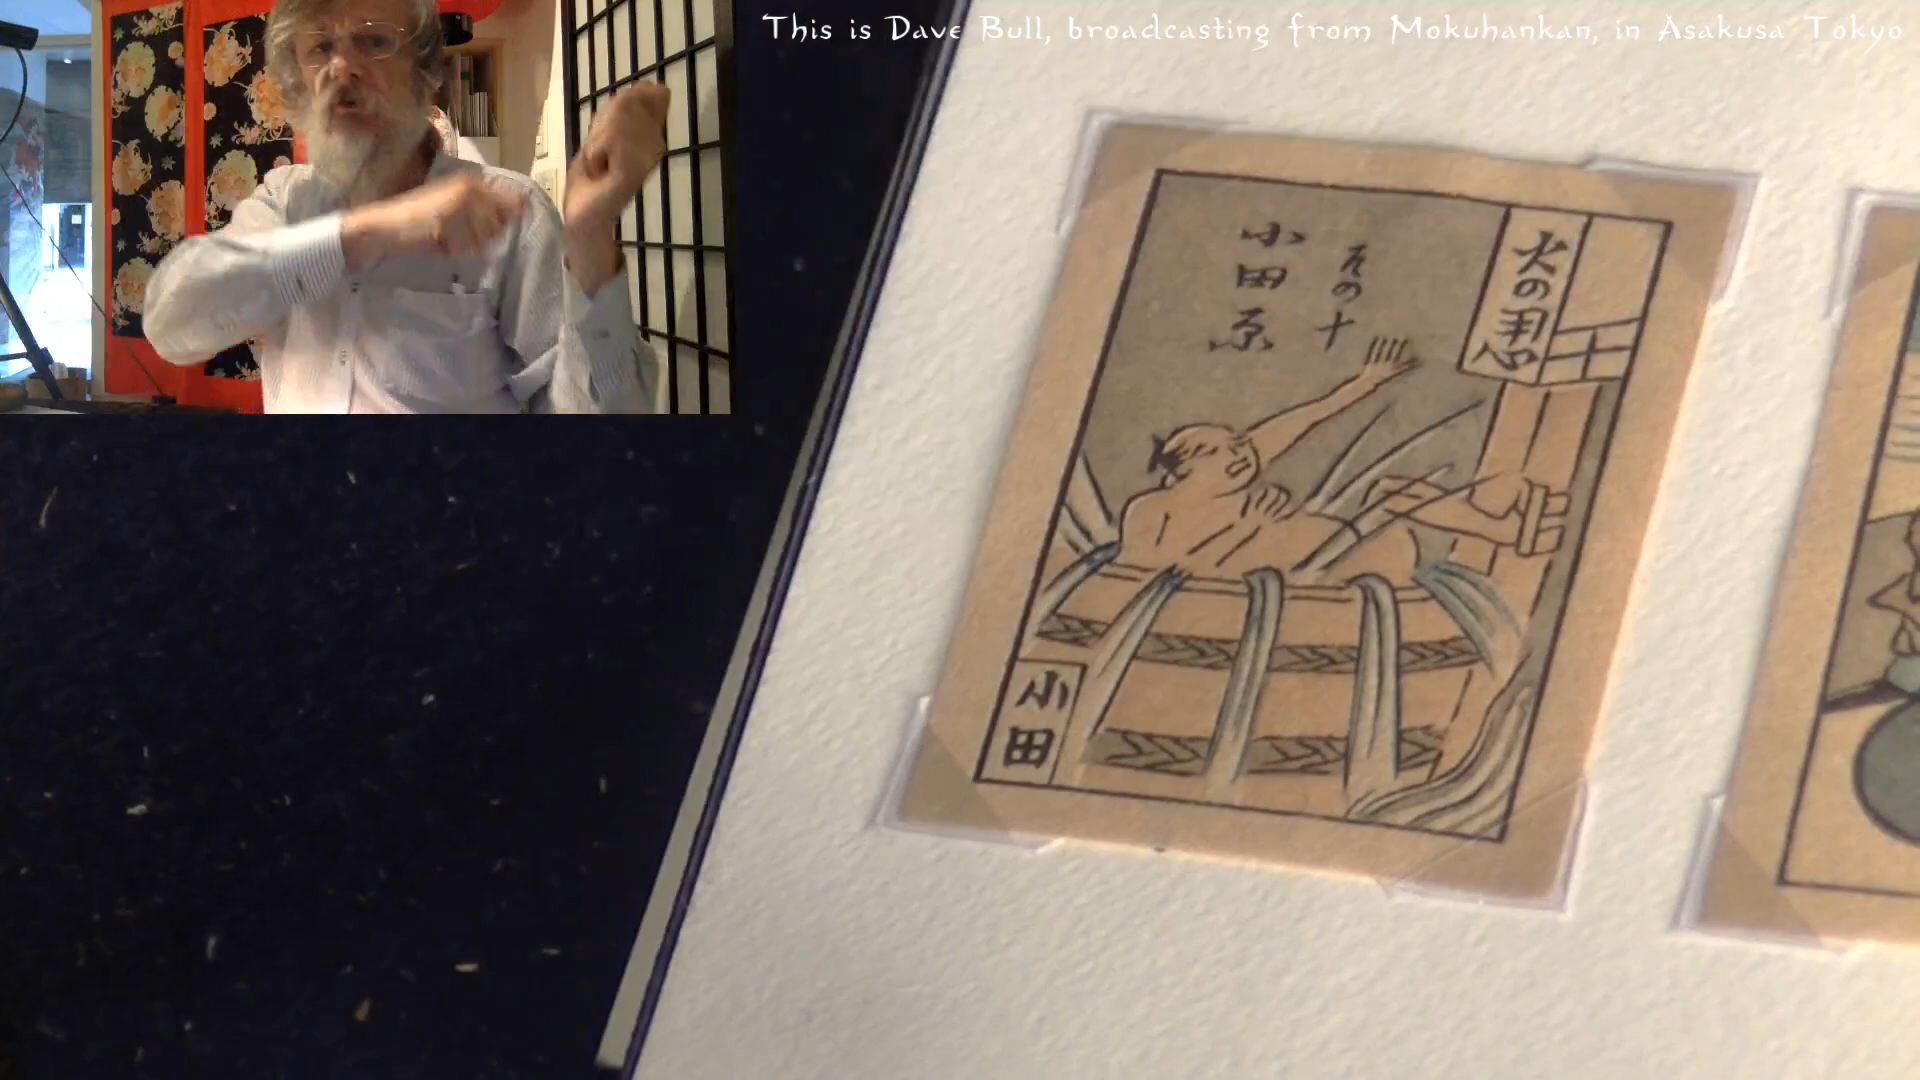 This is Dave Bull, broadcasting from Mokuhankan, in Asakusa Tokyo
火の用心
その十
小田原
小田